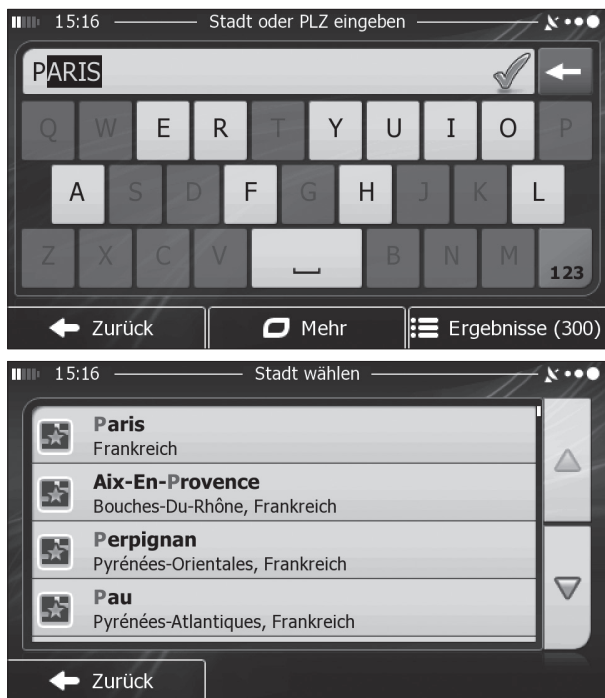 15:16 Stadt oder PLZ eingeben
PARIS
Q W E R T Y U I O P
A S D F G H J K L
Z X C V B N M 123
Zurück Mehr Ergebnisse (300)
15:16 Stadt wählen
Paris
Frankreich
Aix-En-Provence
Bouches-Du-Rhône, Frankreich
Perpignan
Pyrénées-Orientales, Frankreich
Pau
Pyrénées-Atlantiques, Frankreich
Zurück